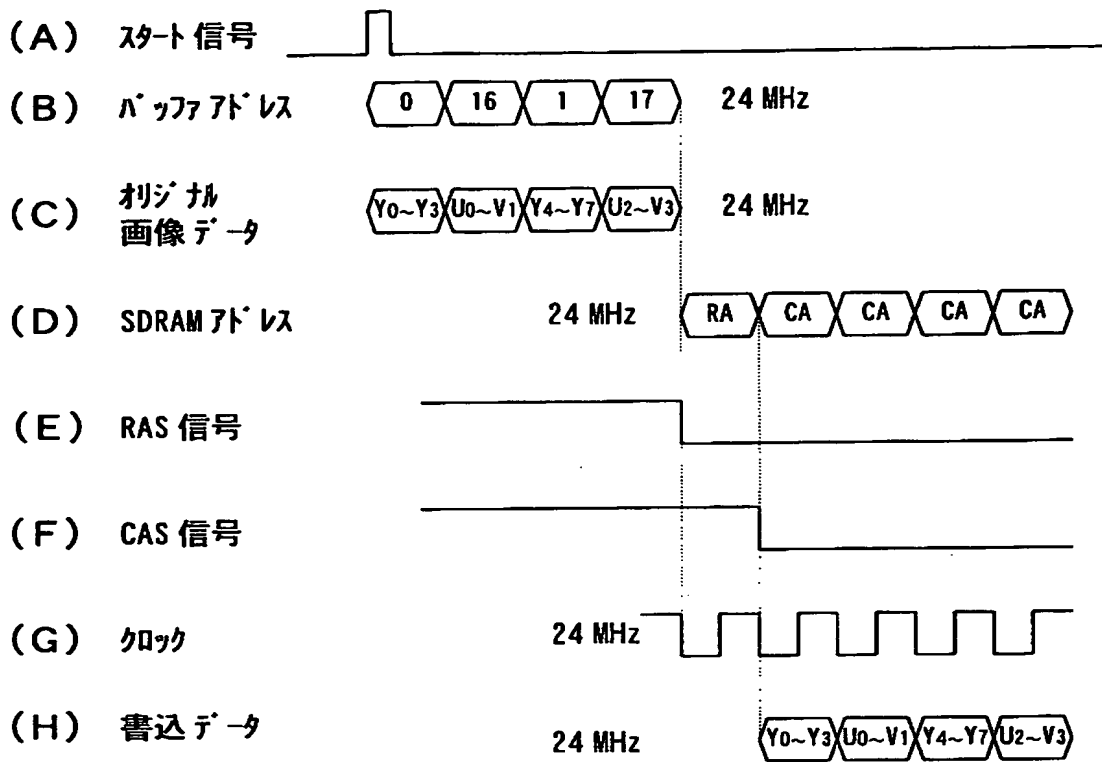 (A) スタート信号
(B) バッファアドレス 0 16 1 17 24 MHz
(C) オリジナル
画像データ Y0~Y3 U0~V1 Y4~Y7 U2~V3 24 MHz
(D) SDRAMアドレス 24 MHz RA CA CA CA CA
(E) RAS信号
(F) CAS信号
(G) クロック 24 MHz
(H) 書込データ 24 MHz Y0~Y3 U0~V1 Y4~Y7 U2~V3